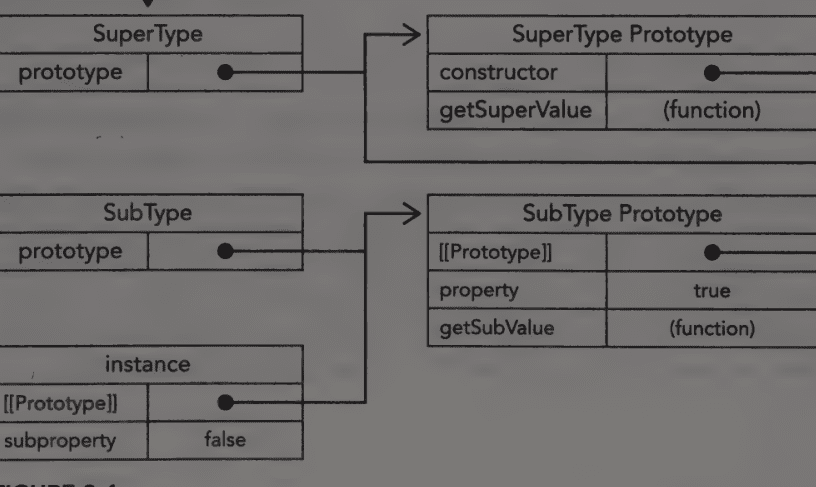 SuperType
prototype
SuperType Prototype
constructor
getSuperValue (function)
SubType
prototype
SubType Prototype
[[Prototype]]
property true
getSubValue (function)
instance
[[Prototype]]
subproperty false